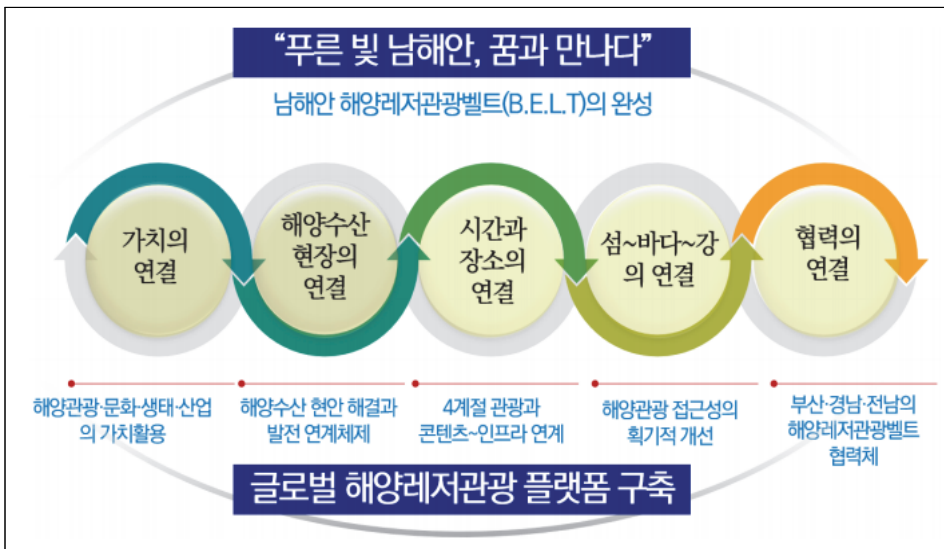 “푸른 빛 남해안, 꿈과 만나다”
남해안 해양레저관광벨트(B.E.L.T)의 완성
가치의
연결
해양수산
현장의
연결
시간과
장소의
연결
섬~바다~강
의 연결
협력의
연결
해양관광·문화·생태·산업
의 가치활용
해양수산 현안 해결과
발전 연계체제
4계절 관광과
콘텐츠~인프라 연계
해양관광 접근성의
획기적 개선
부산·경남·전남의
해양레저관광벨트
협력체
글로벌 해양레저관광 플랫폼 구축